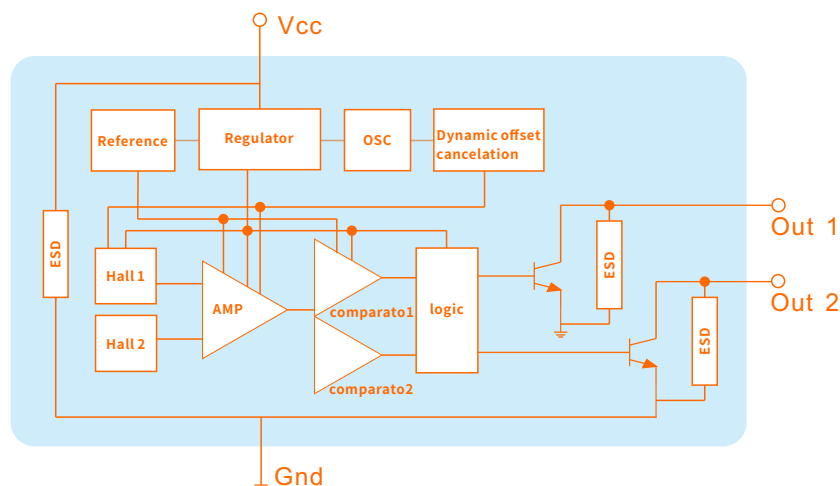 Vcc
Reference
Regulator
OSC
Dynamic offset
cancelation
ESD
Hall 1
Hall 2
AMP
comparato1
comparato2
logic
ESD
Out 1
ESD
Out 2
Gnd